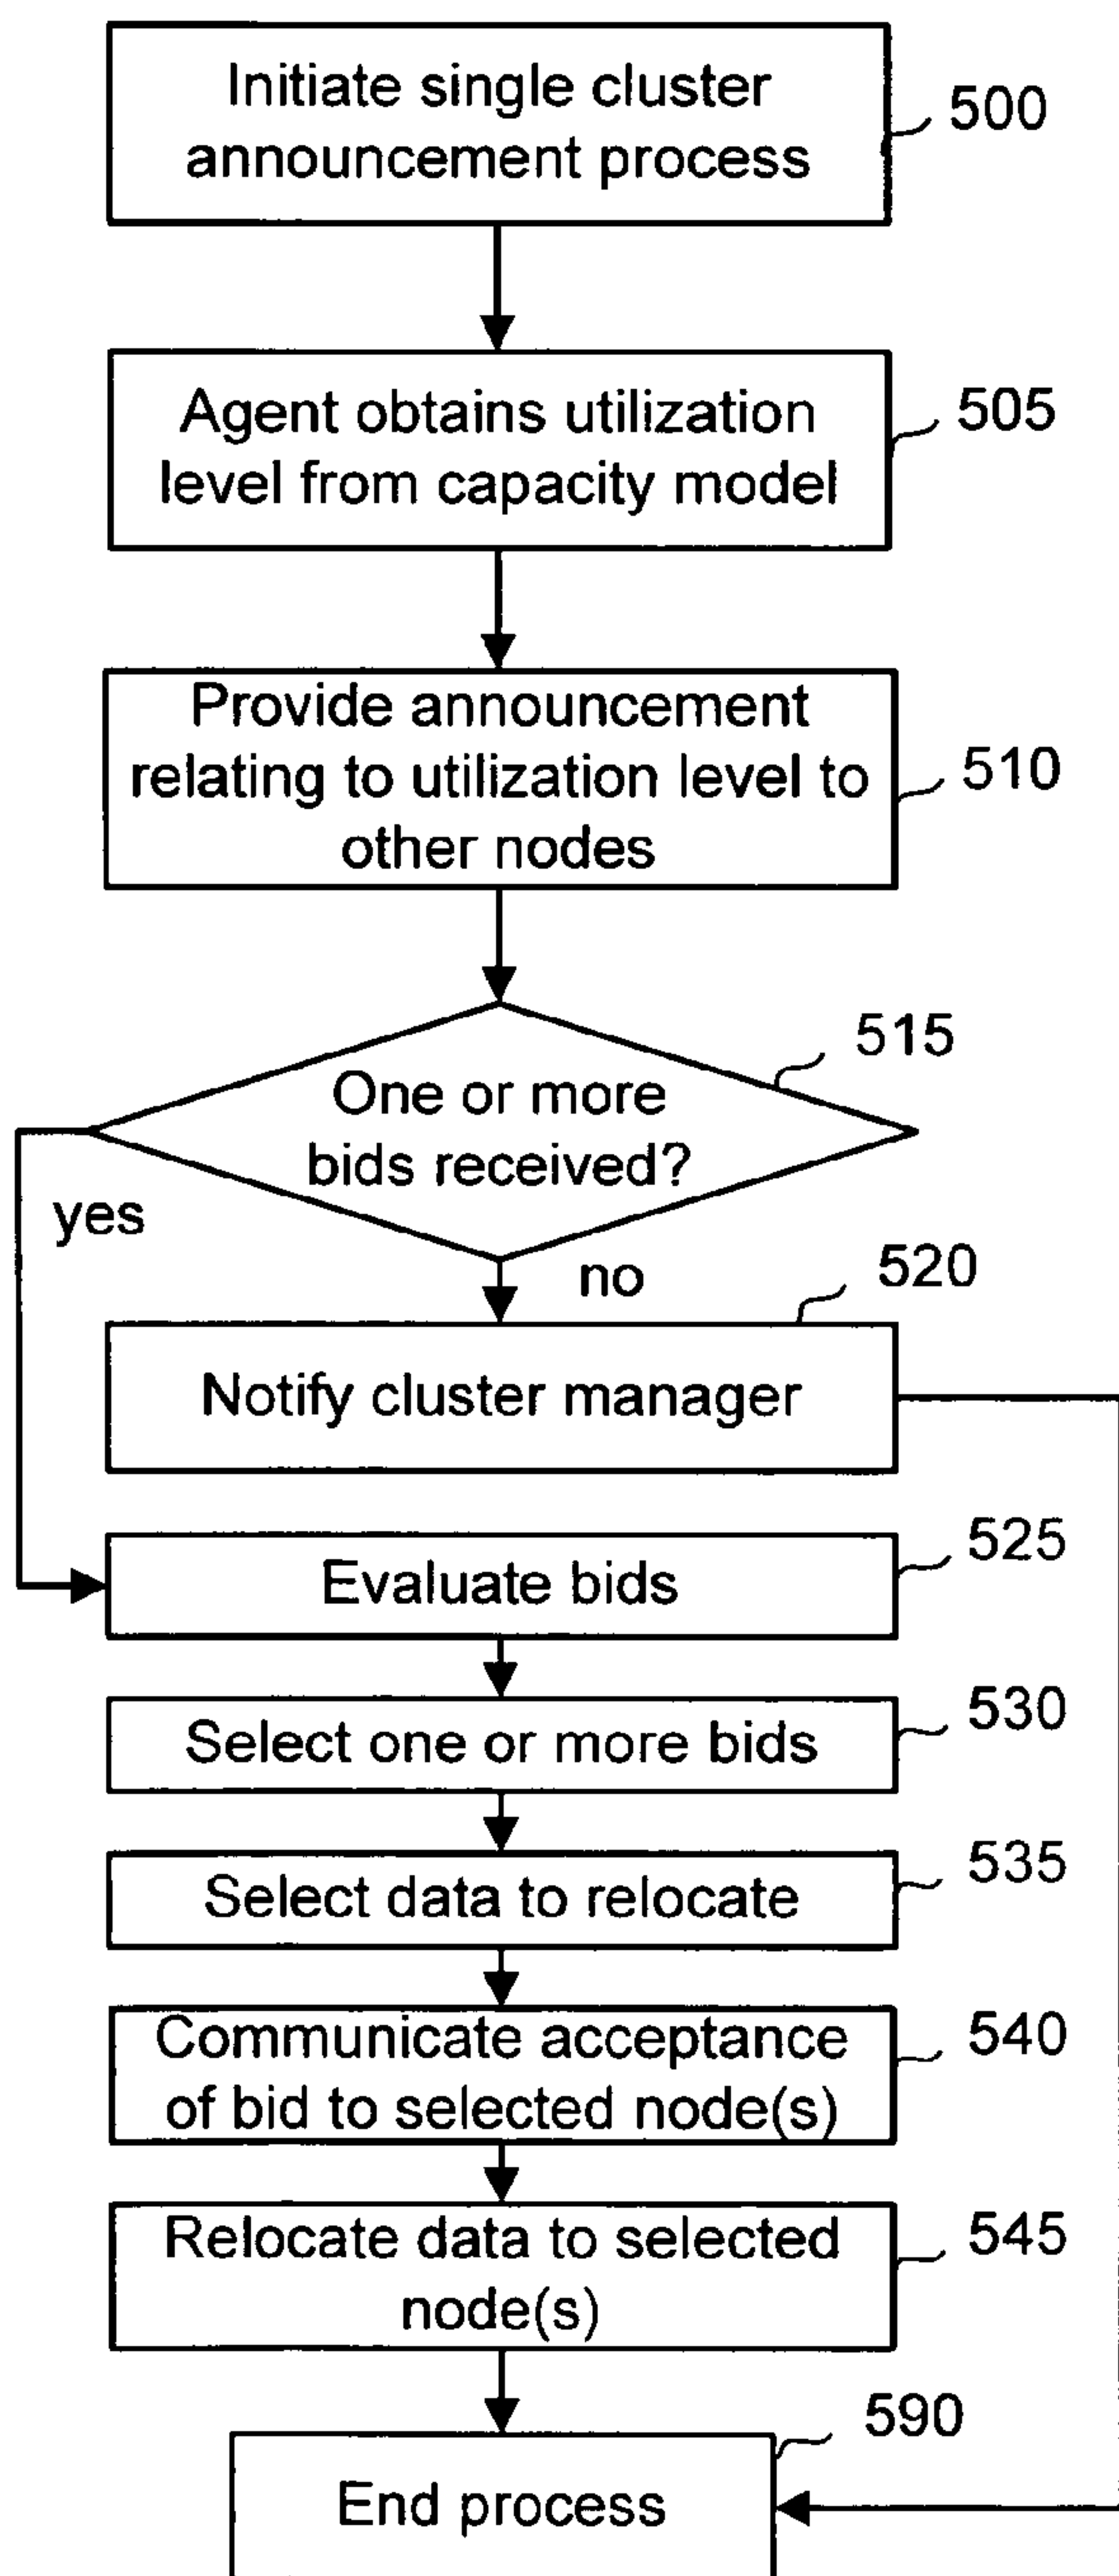 Initiate single cluster
announcement process
500
Agent obtains utilization
level from capacity model
505
Provide announcement
relating to utilization level to
other nodes
510
One or more
bids received?
515
yes
no
520
Notify cluster manager
Evaluate bids
525
Select one or more bids
530
Select data to relocate
535
Communicate acceptance
of bid to selected node(s)
540
Relocate data to selected
node(s)
545
590
End process